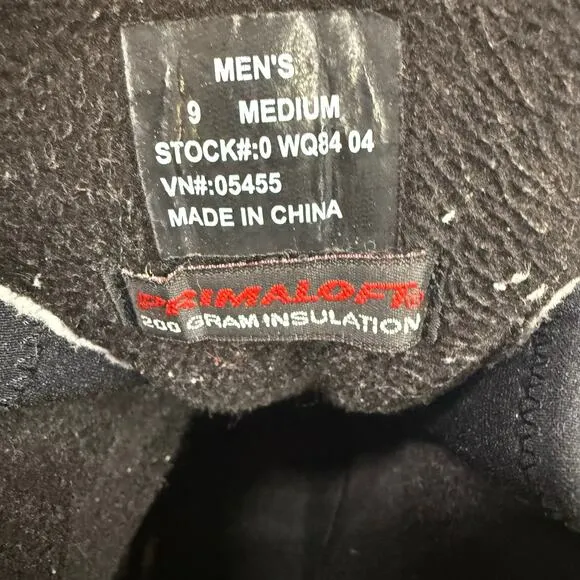 MEN'S
9 MEDIUM
STOCK#:0 WQ84 04
VN#:05455
MADE IN CHINA
PRIMALOFT®
200 GRAM INSULATION